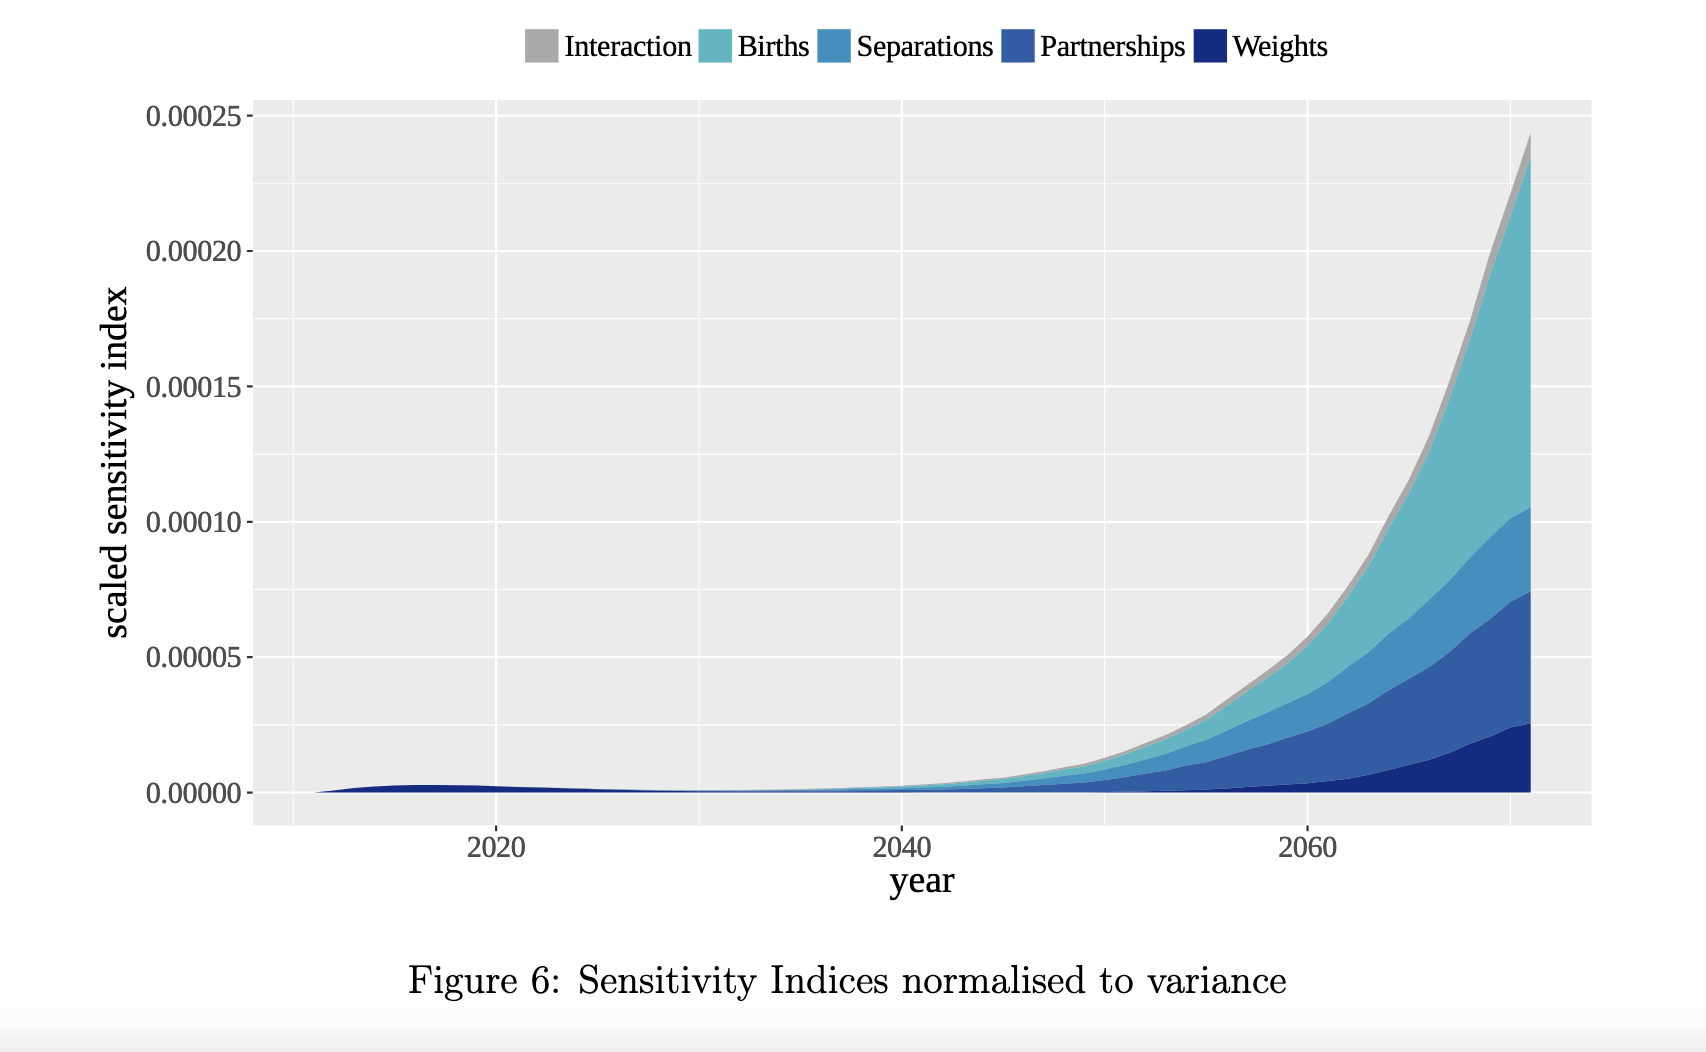 Interaction Births Separations Partnerships Weights
0.00025
0.00020
0.00015
0.00010
0.00005
0.00000
scaled sensitivity index
2020 2040 2060
year
Figure 6: Sensitivity Indices normalised to variance